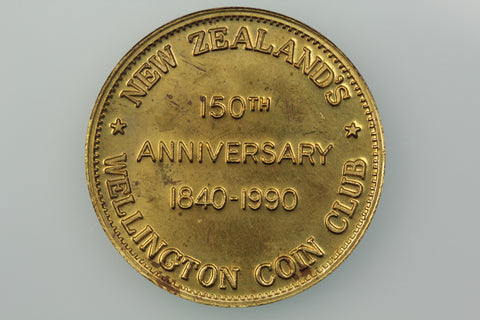 NEW ZEALAND'S
150TH
ANNIVERSARY
1840-1990
WELLINGTON COIN CLUB